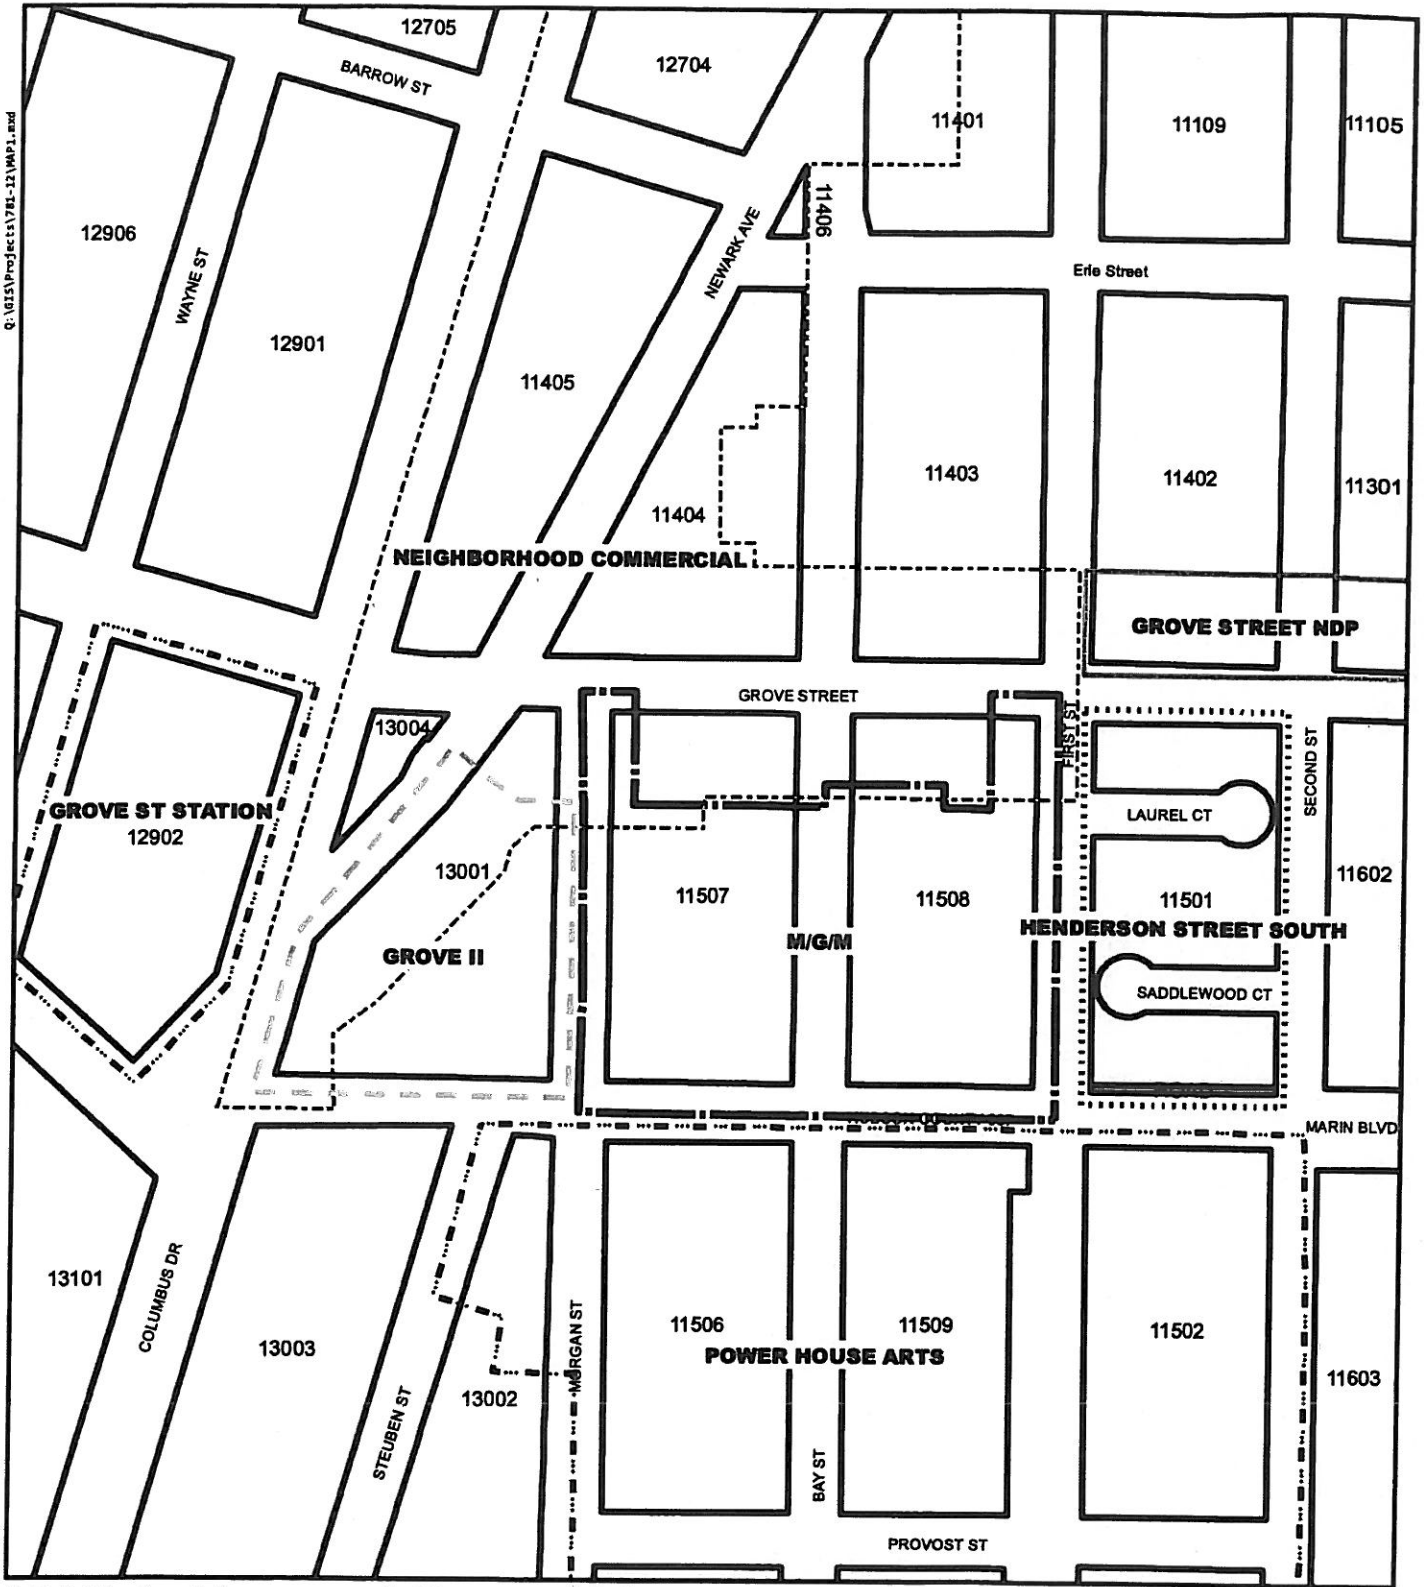 Q:\GIS\Projects\781-12\MAP1.mxd
12705
BARROW ST
12704
11401
11109
11105
12906
WAYNE ST
11406
NEWARK AVE
Erie Street
12901
11405
11403
11402
11301
11404
NEIGHBORHOOD COMMERCIAL
GROVE STREET NDP
GROVE STREET
13004
FIRST ST
SECOND ST
GROVE ST STATION
12902
LAUREL CT
13001
11507
11508
11501
11602
HENDERSON STREET SOUTH
M/G/M
GROVE II
SADDLEWOOD CT
MARIN BLVD
13101
COLUMBUS DR
13003
STEUBEN ST
13002
MORGAN ST
11506
11509
11502
POWER HOUSE ARTS
11603
BAY ST
PROVOST ST